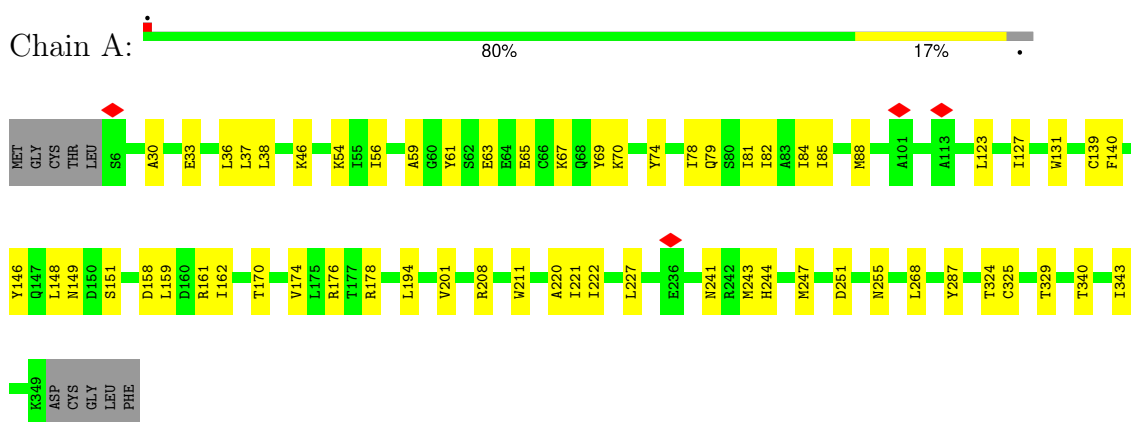 Chain A:
80% 17%
MET GLY CYS THR LEU S6 A30 E33 L36 L37 L38 K46 K54 I55 I56 A59 G60 Y61 S62 E63 E64 E65 C66 K67 Q68 Y69 K70 Y74 I78 Q79 S80 I81 I82 A83 I84 I85 M88 A101 A113 L123 I127 W131 C139 F140
Y146 Q147 L148 N149 D150 S151 D158 L159 D160 R161 I162 T170 V174 L175 R176 T177 R178 L194 V201 R208 W211 A220 I221 I222 L227 E236 N241 R242 M243 H244 M247 D251 N255 L268 Y287 T324 C325 T329 T340 I343
K349 ASP CYS GLY LEU PHE